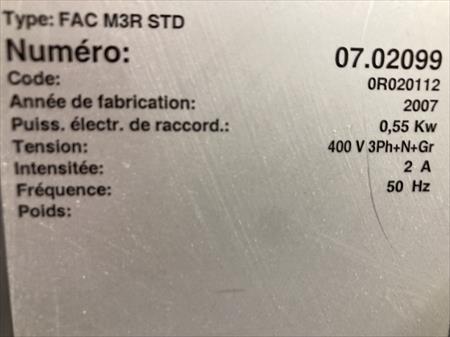 Type: FAC M3R STD
Numéro: 07.02099
Code: 0R020112
Année de fabrication: 2007
Puiss. électr. de raccord.: 0,55 Kw
Tension: 400 V 3Ph+N+Gr
Intensitée: 2 A
Fréquence: 50 Hz
Poids: